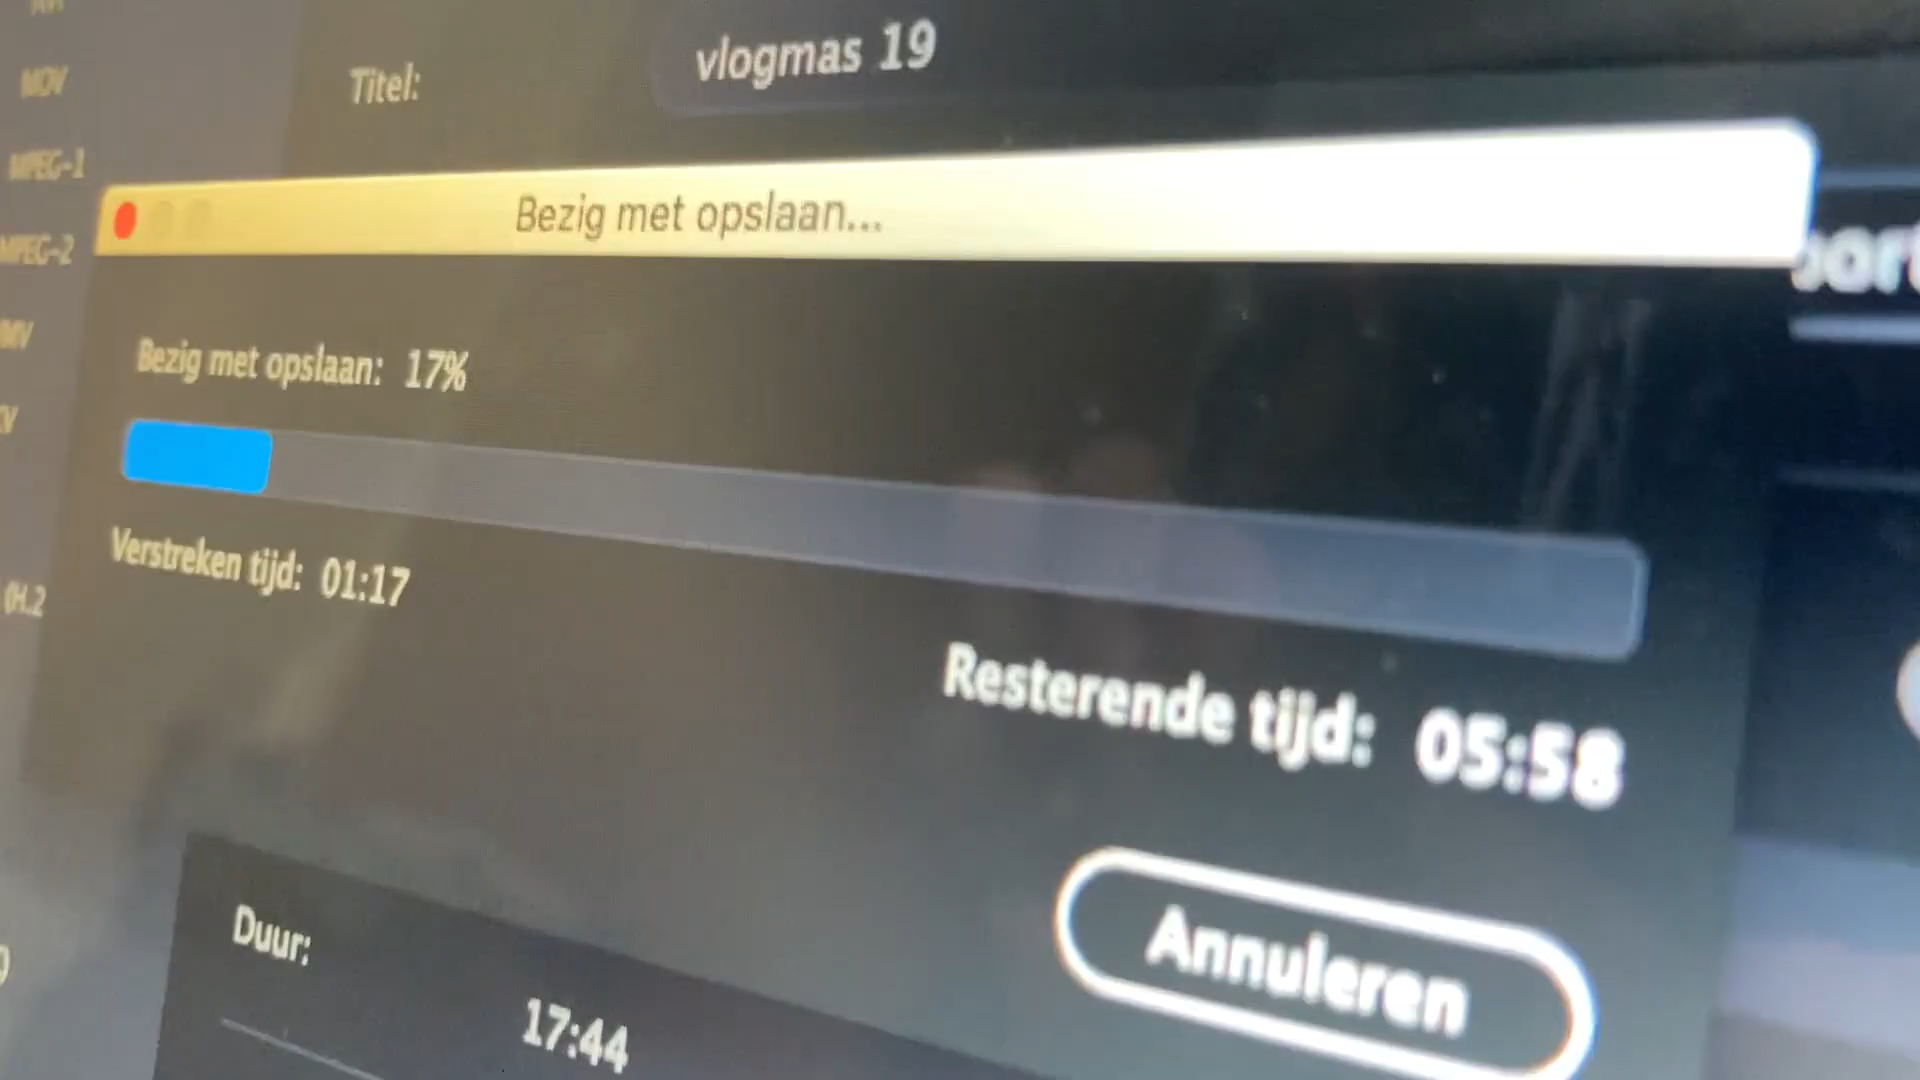 MOV
Titel:
vlogmas 19
MPEG-1
MPEG-2
Bezig met opslaan...
Bezig met opslaan: 17%
Verstreken tijd: 01:17
Resterende tijd: 05:58
(H.2
Annuleren
Duur:
17:44